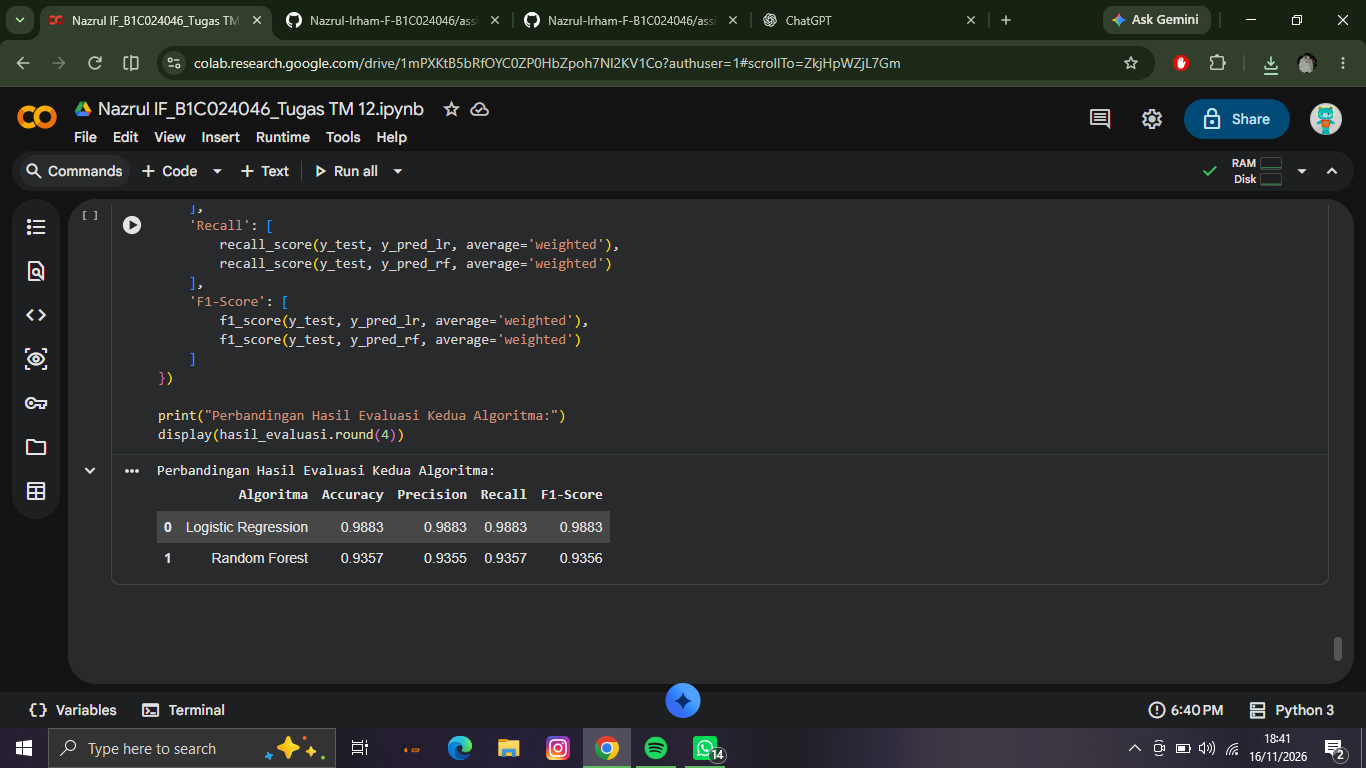 Nazrul IF_B1C024046_Tugas TM
Nazrul-Irham-F-B1C024046/assi
Nazrul-Irham-F-B1C024046/assi
ChatGPT
Ask Gemini
colab.research.google.com/drive/1mPXKtB5bRfOYC0ZP0HbZpoh7NI2KV1Co?authuser=1#scrollTo=ZkjHpWZjL7Gm
Nazrul IF_B1C024046_Tugas TM 12.ipynb
Share
File Edit View Insert Runtime Tools Help
Commands + Code + Text Run all
RAM
Disk
[ ]
],
'Recall': [
recall_score(y_test, y_pred_lr, average='weighted'),
recall_score(y_test, y_pred_rf, average='weighted')
],
'F1-Score': [
f1_score(y_test, y_pred_lr, average='weighted'),
f1_score(y_test, y_pred_rf, average='weighted')
]
})
print("Perbandingan Hasil Evaluasi Kedua Algoritma:")
display(hasil_evaluasi.round(4))
Perbandingan Hasil Evaluasi Kedua Algoritma:
Algoritma Accuracy Precision Recall F1-Score
0 Logistic Regression 0.9883 0.9883 0.9883 0.9883
1 Random Forest 0.9357 0.9355 0.9357 0.9356
{} Variables Terminal
6:40 PM Python 3
Type here to search
14
18:41
16/11/2026
2